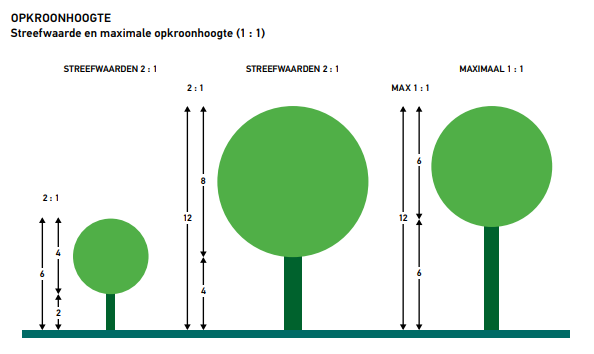 OPKROONHOOGTE
Streefwaarde en maximale opkroonhoogte (1 : 1)
STREEFWAARDEN 2 : 1
STREEFWAARDEN 2 : 1
MAXIMAAL 1 : 1
2 : 1
MAX 1 : 1
6
8
12
12
2 : 1
4
6
4
6
2